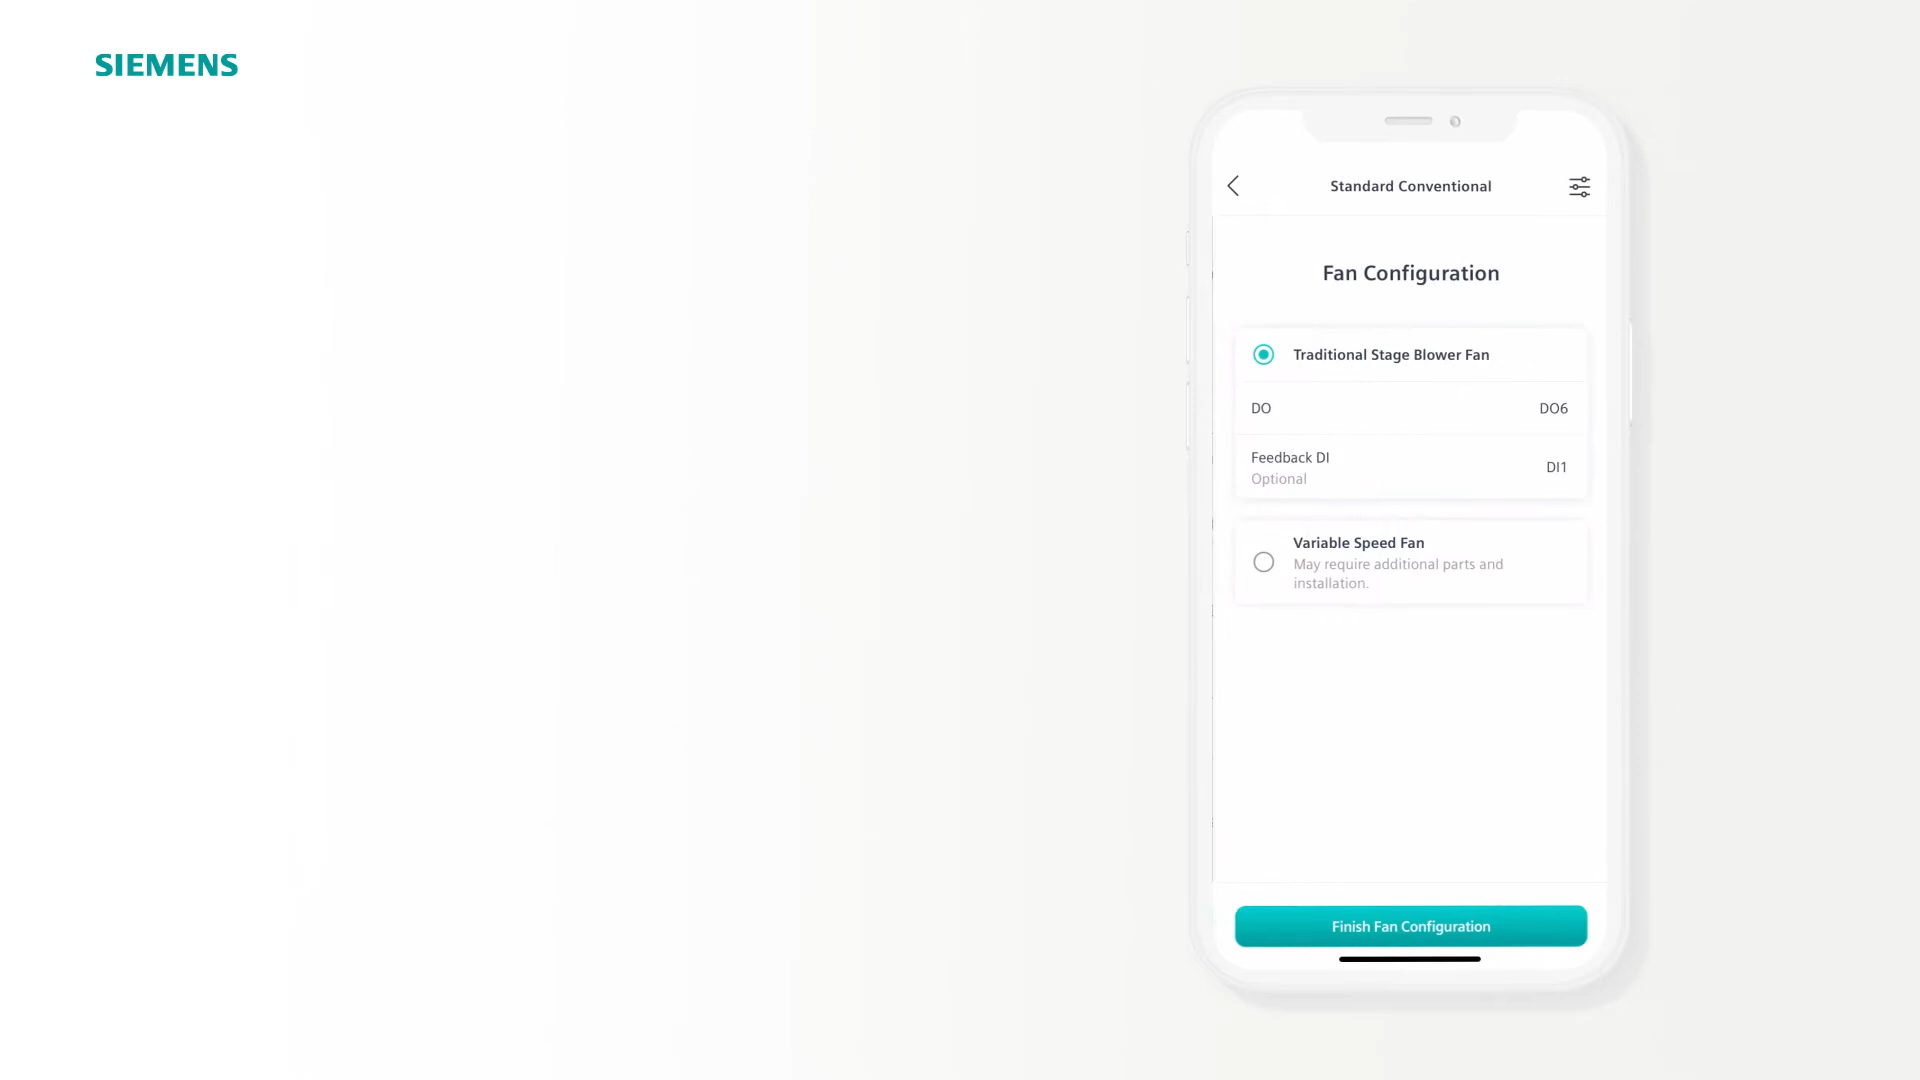 SIEMENS
Standard Conventional
Fan Configuration
Traditional Stage Blower Fan
DO DO6
Feedback DI
Optional
DI1
Variable Speed Fan
May require additional parts and
installation.
Finish Fan Configuration